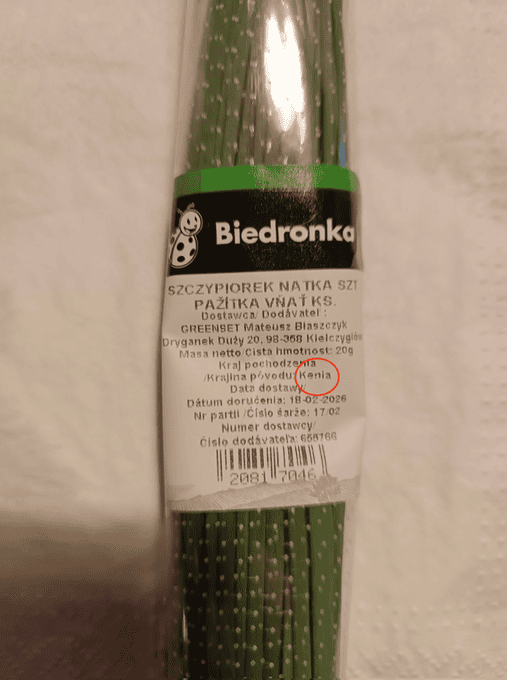 Biedronka
SZCZYPIOREK NATKA SZT
PAŽÍTKA VŇAŤ KS.
Dostawca/ Dodávateľ :
GREENSET Mateusz Błaszczyk
Dryganek Duży 20, 98-358 Kiełczygłów
Masa netto/Čistá hmotnosť: 20g
Kraj pochodzenia
/Krajina pôvodu: Kenia
Data dostawy/
Dátum doručenia: 18-02-2026
Nr partii /Číslo šarže: 17/02
Numer dostawcy/
Číslo dodávateľa: 656766
2081 7046